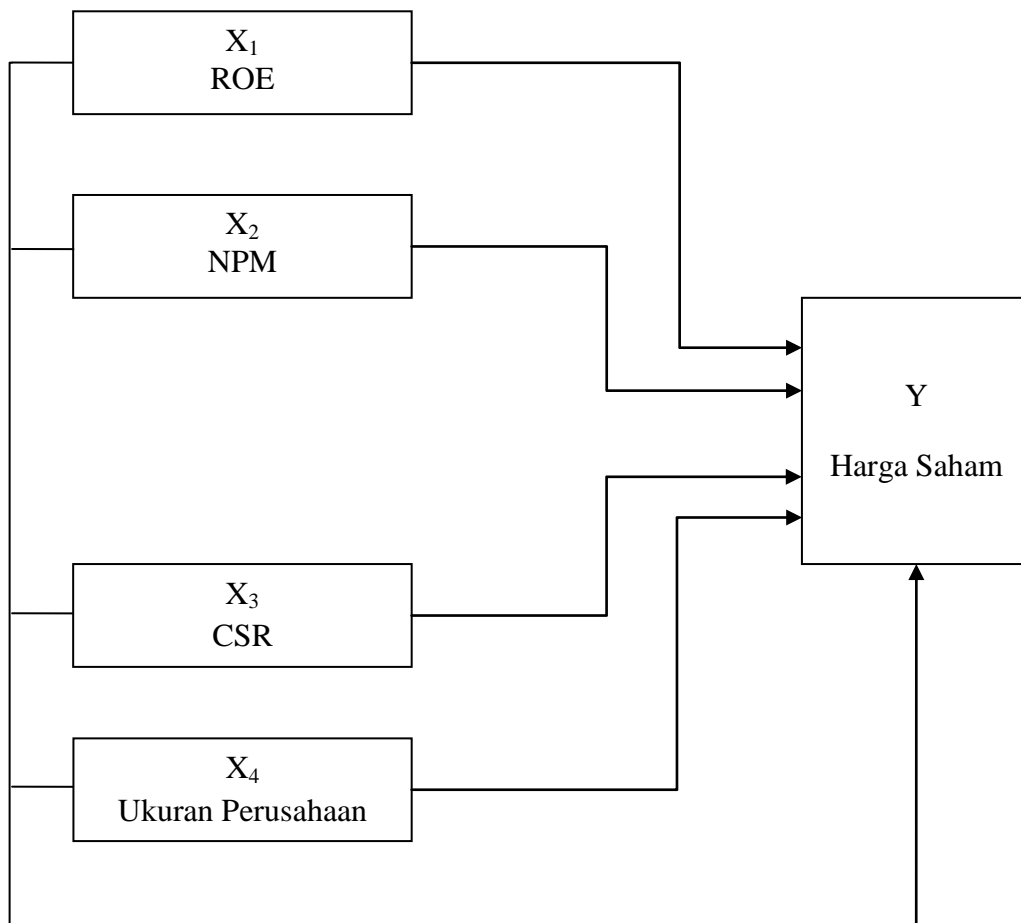 X₁
ROE
X₂
NPM
Y
Harga Saham
X₃
CSR
X₄
Ukuran Perusahaan